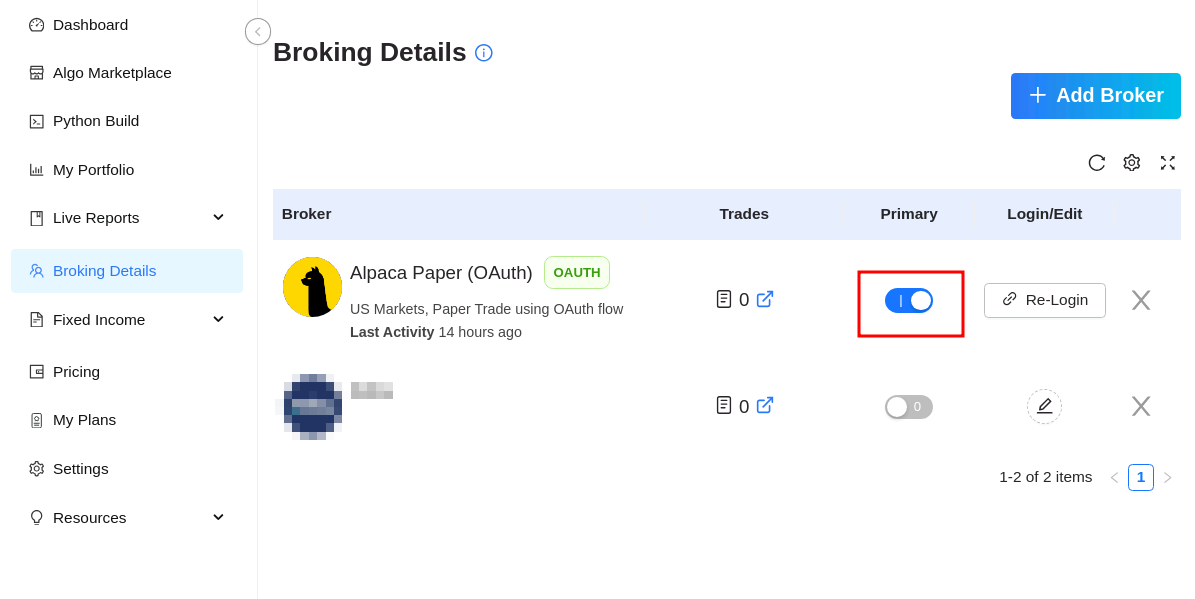 Dashboard
Algo Marketplace
Python Build
My Portfolio
Live Reports
Broking Details
Fixed Income
Pricing
My Plans
Settings
Resources
Broking Details
Add Broker
Broker Trades Primary Login/Edit
Alpaca Paper (OAuth) OAUTH
US Markets, Paper Trade using OAuth flow
Last Activity 14 hours ago
0
Re-Login
0
0
1-2 of 2 items
1